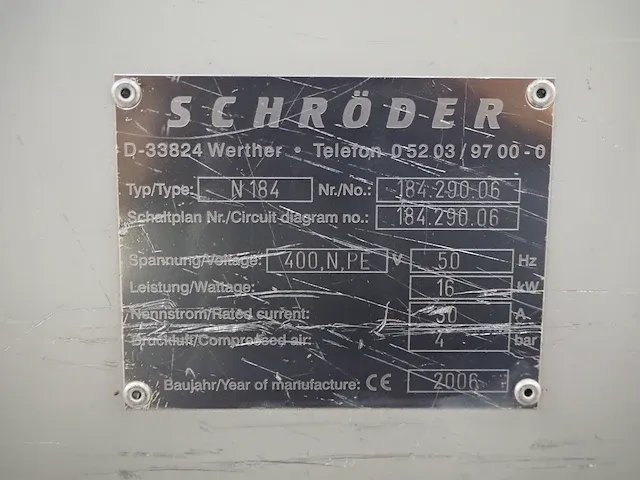 SCHRÖDER
D-33824 Werther • Telefon 0 52 03 / 97 00 - 0
Typ/Type: N 184 Nr./No.: 184.290.06
Schaltplan Nr./Circuit diagram no.: 184.290.06
Spannung/Voltage: 400,N,PE V 50 Hz
Leistung/Wattage: 16 kW
Nennstrom/Rated current: 30 A
Druckluft/Compressed air: 4 bar
Baujahr/Year of manufacture: CE 2006